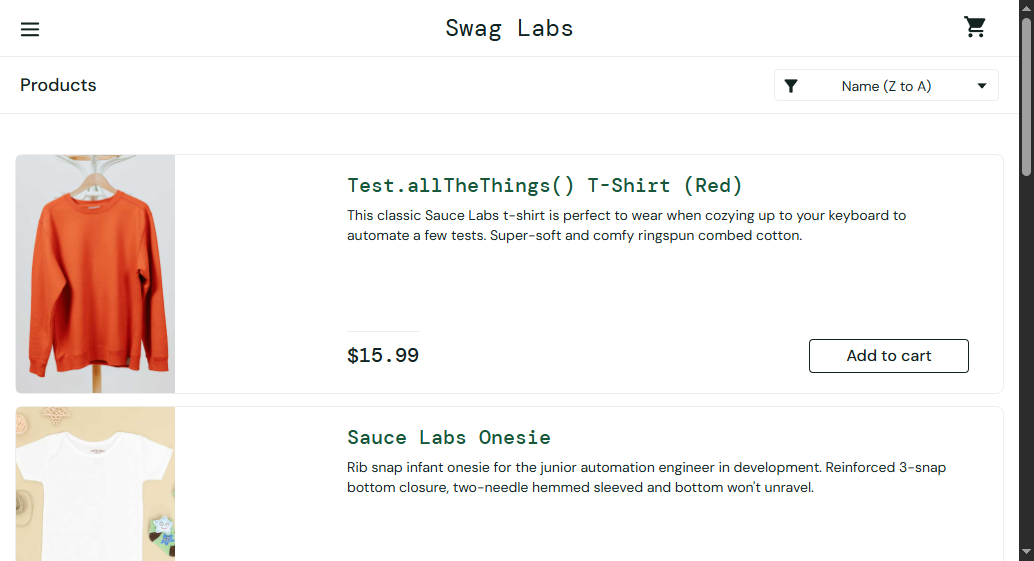 Swag Labs
Products
Name (Z to A)
Test.allTheThings() T-Shirt (Red)
This classic Sauce Labs t-shirt is perfect to wear when cozying up to your keyboard to
automate a few tests. Super-soft and comfy ringspun combed cotton.
$15.99
Add to cart
Sauce Labs Onesie
Rib snap infant onesie for the junior automation engineer in development. Reinforced 3-snap
bottom closure, two-needle hemmed sleeved and bottom won't unravel.